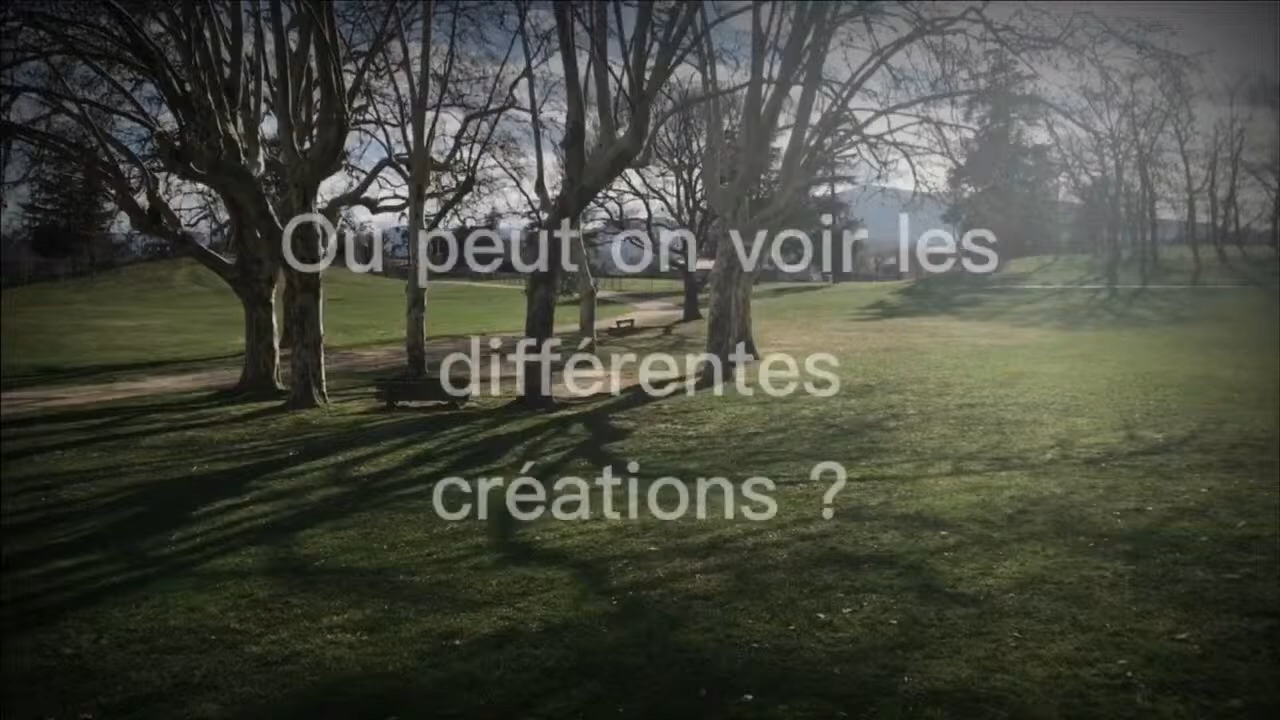 Ou peut on voir les
différentes
créations ?